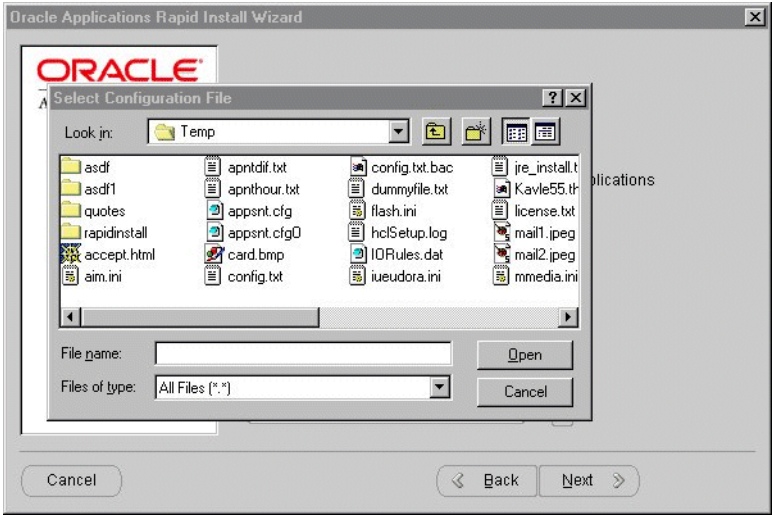 Oracle Applications Rapid Install Wizard
ORACLE
A
Select Configuration File
Look in: Temp
asdf apntdif.txt config.txt.bac jre_install.t
asdf1 apnthour.txt dummyfile.txt Kavle55.th
quotes appsnt.cfg flash.ini license.txt
rapidinstall appsnt.cfg0 hclSetup.log mail1.jpeg
accept.html card.bmp IORules.dat mail2.jpeg
aim.ini config.txt iueudora.ini mmedia.ini
plications
File name: Open
Files of type: All Files (*.*) Cancel
Cancel Back Next